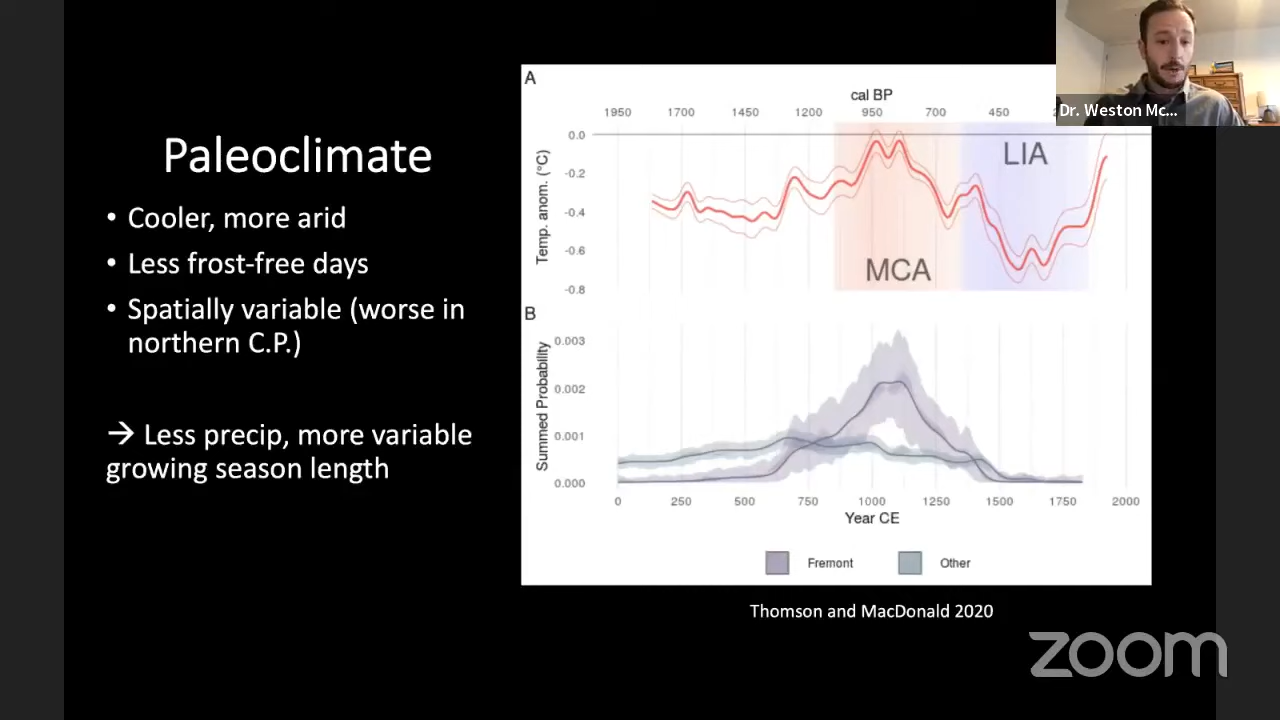 Dr. Weston Mc...
Paleoclimate
• Cooler, more arid
• Less frost-free days
• Spatially variable (worse in
northern C.P.)
→ Less precip, more variable
growing season length
A
cal BP
1950 1700 1450 1200 950 700 450
Temp. anom. (°C)
0.0
-0.2
-0.4
-0.6
-0.8
MCA
LIA
B
Summed Probability
0.003
0.002
0.001
0.000
0 250 500 750 1000 1250 1500 1750 2000
Year CE
Fremont Other
Thomson and MacDonald 2020
zoom